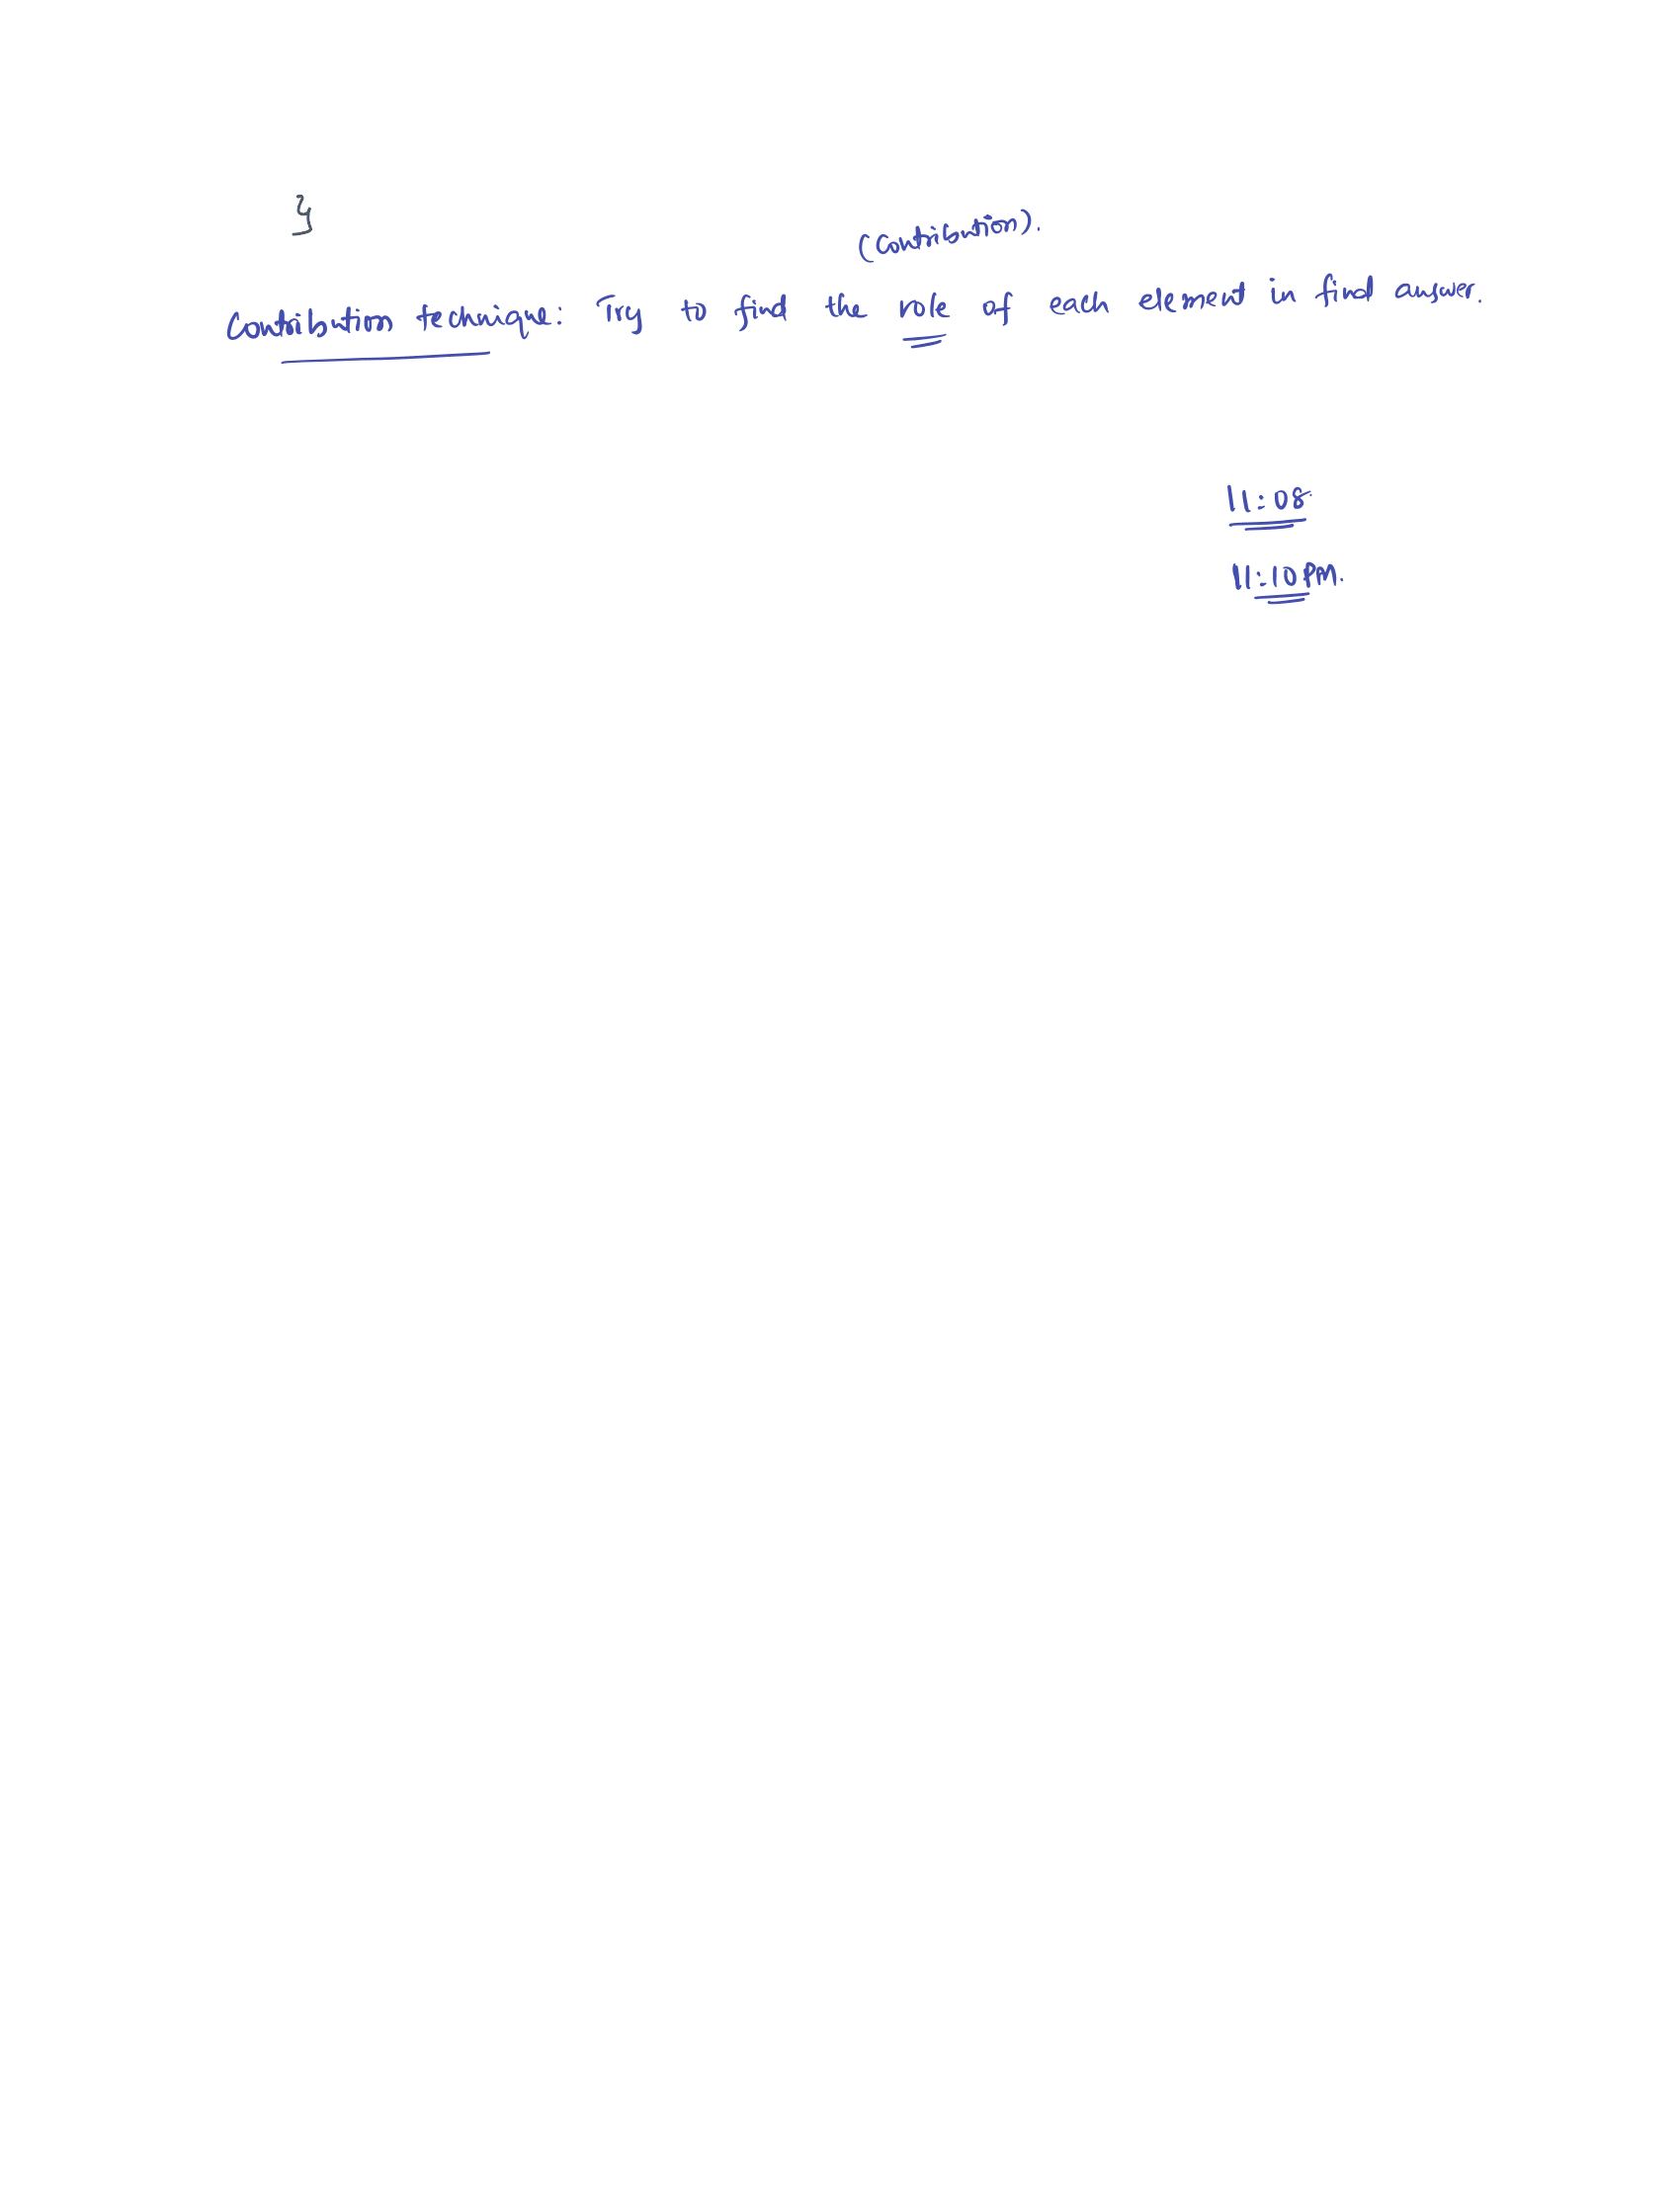 }
(Contribution).
Contribution technique: Try to find the role of each element in find answer.
11:08
11:10 PM.